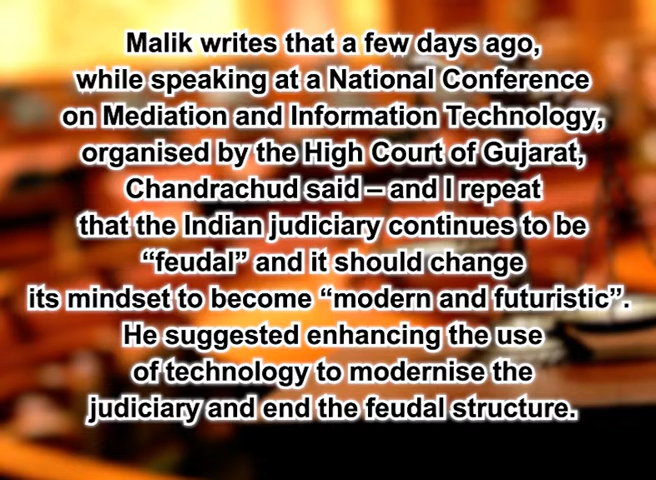 Malik writes that a few days ago,
while speaking at a National Conference
on Mediation and Information Technology,
organised by the High Court of Gujarat,
Chandrachud said – and I repeat
that the Indian judiciary continues to be
“feudal” and it should change
its mindset to become “modern and futuristic”.
He suggested enhancing the use
of technology to modernise the
judiciary and end the feudal structure.